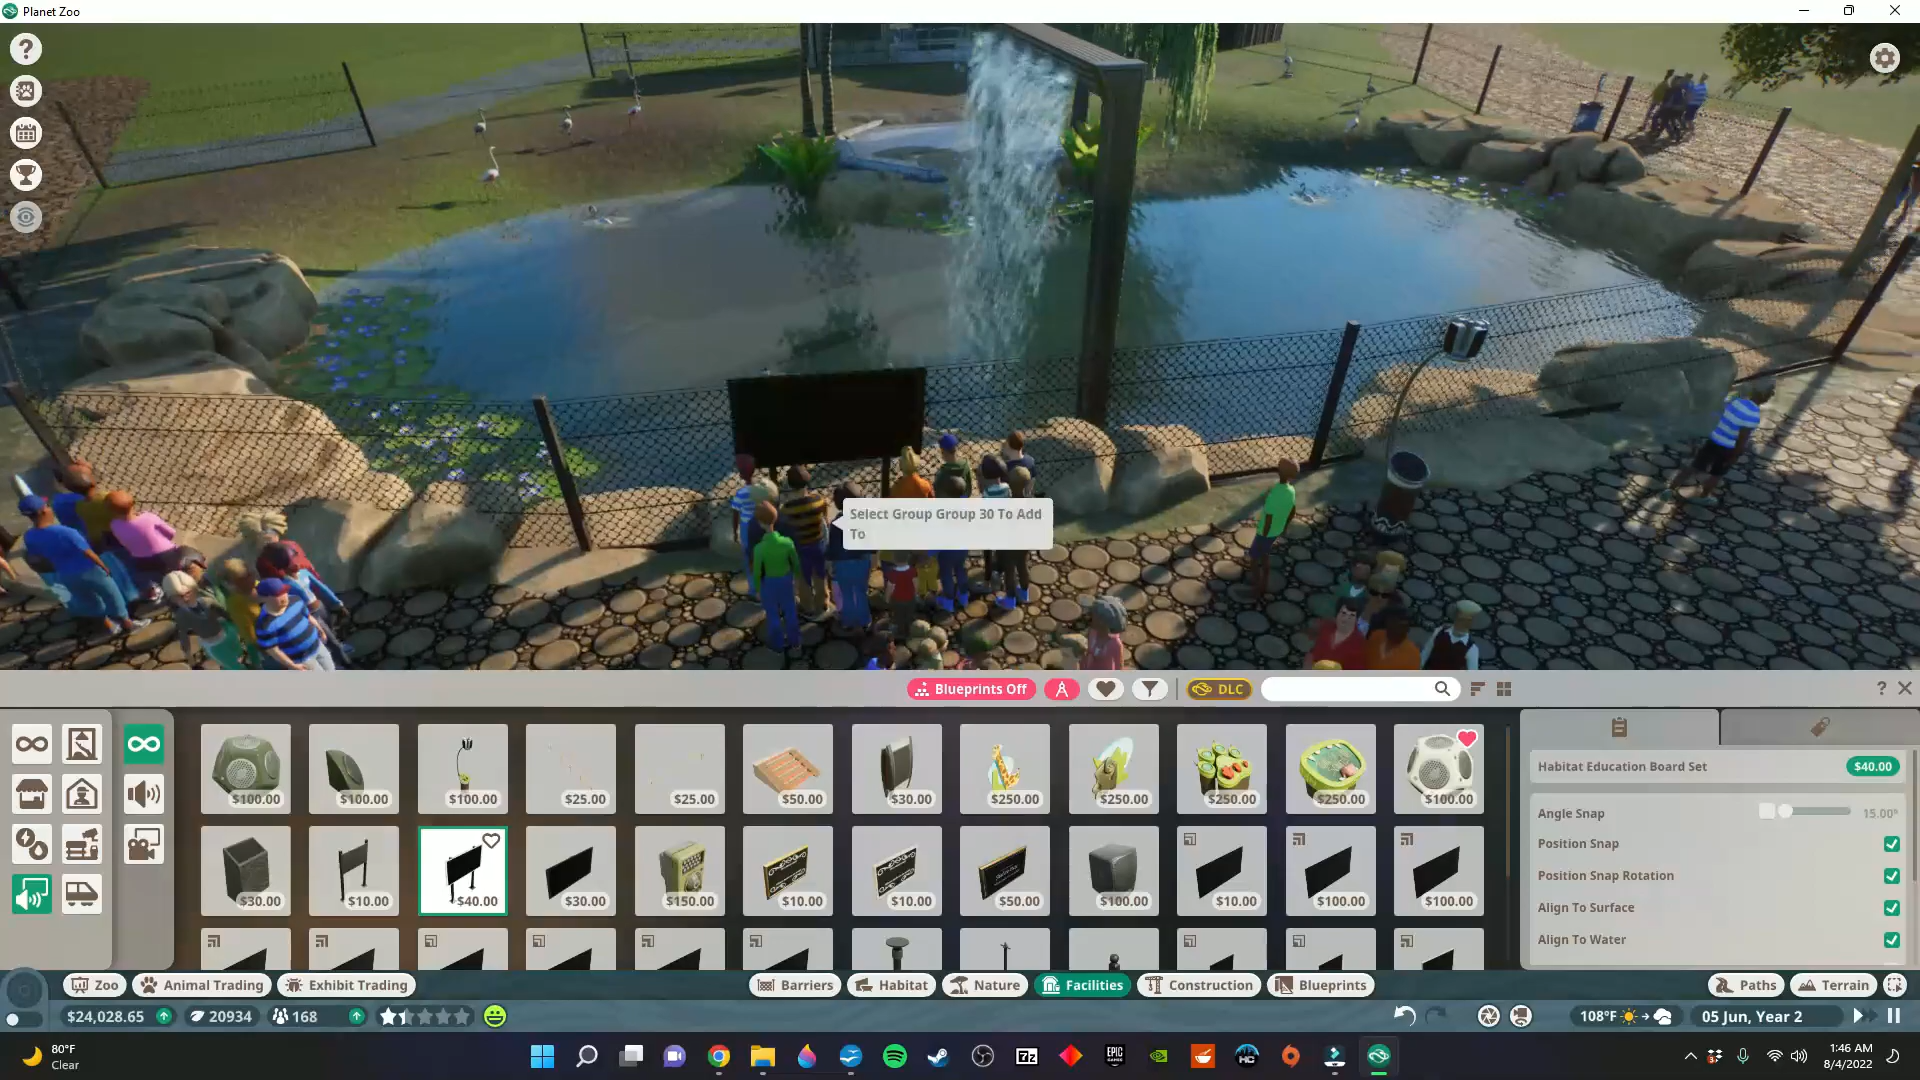 Planet Zoo
Select Group Group 30 To Add
To
Blueprints Off
DLC
$100.00 $100.00 $100.00 $25.00 $25.00 $50.00 $30.00 $250.00 $250.00 $250.00 $250.00 $100.00
$30.00 $10.00 $40.00 $30.00 $150.00 $10.00 $10.00 $50.00 $100.00 $10.00 $100.00 $100.00
Habitat Education Board Set $40.00
Angle Snap 15.00°
Position Snap
Position Snap Rotation
Align To Surface
Align To Water
Zoo Animal Trading Exhibit Trading Barriers Habitat Nature Facilities Construction Blueprints Paths Terrain
$24,028.65 20934 168 108°F 05 Jun, Year 2
80°F
Clear
7z
EPIC
GAMES
HC
1:46 AM
8/4/2022